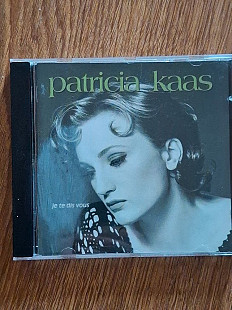 patricia kaas
je te dis vous